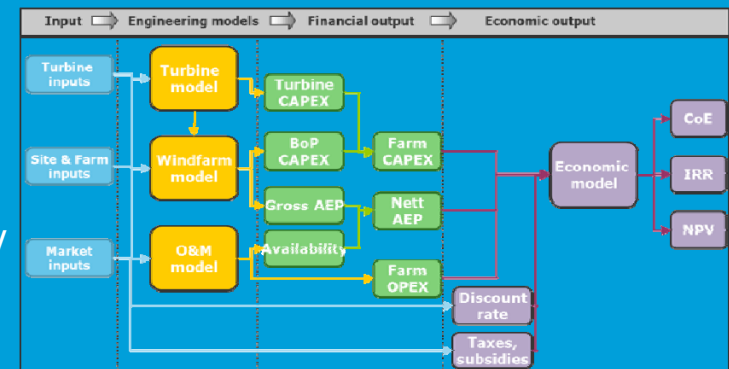 Input Engineering models Financial output Economic output
Turbine
inputs
Turbine
model
Turbine
CAPEX
CoE
Site & Farm
inputs
Windfarm
model
BoP
CAPEX
Farm
CAPEX
Economic
model
IRR
Gross AEP
Nett
AEP
NPV
Market
inputs
O&M
model
Availability
Farm
OPEX
Discount
rate
Taxes,
subsidies